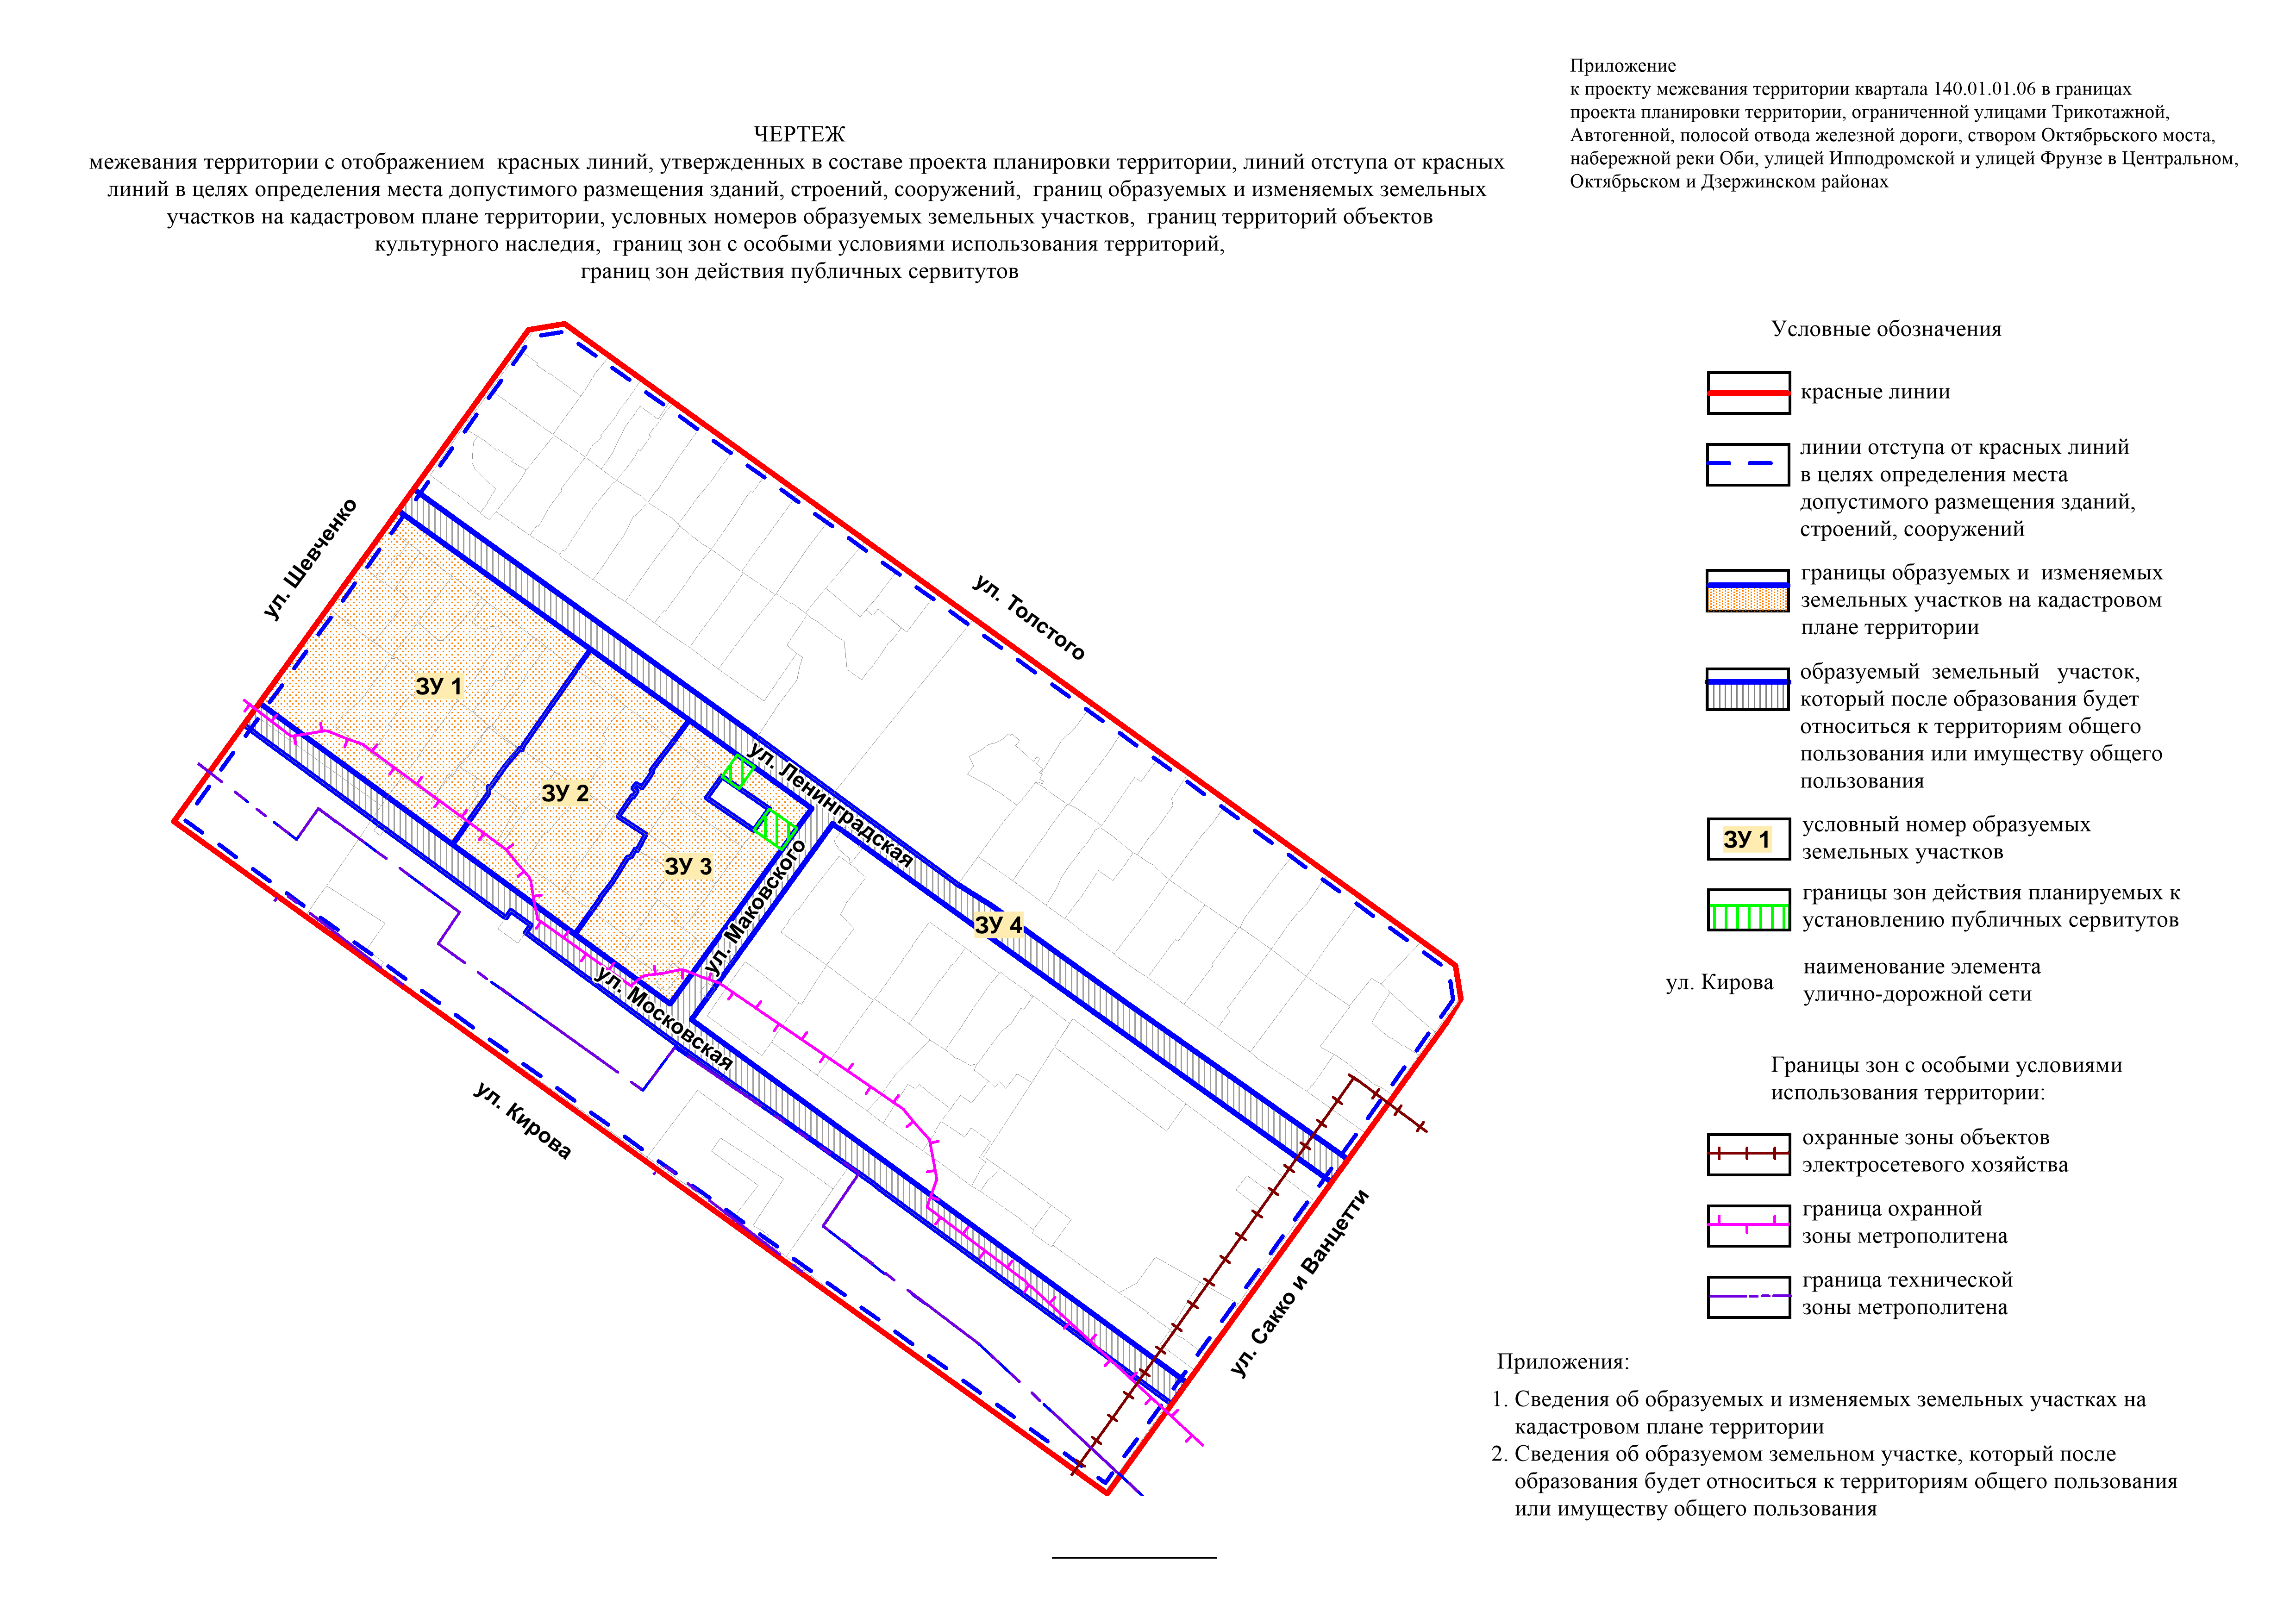 Приложение
к проекту межевания территории квартала 140.01.01.06 в границах
проекта планировки территории, ограниченной улицами Трикотажной,
Автогенной, полосой отвода железной дороги, створом Октябрьского моста,
набережной реки Оби, улицей Ипподромской и улицей Фрунзе в Центральном,
Октябрьском и Дзержинском районах
ЧЕРТЕЖ
межевания территории с отображением красных линий, утвержденных в составе проекта планировки территории, линий отступа от красных
линий в целях определения места допустимого размещения зданий, строений, сооружений, границ образуемых и изменяемых земельных
участков на кадастровом плане территории, условных номеров образуемых земельных участков, границ территорий объектов
культурного наследия, границ зон с особыми условиями использования территорий,
границ зон действия публичных сервитутов
ул. Шевченко
ул. Толстого
ЗУ 1
ЗУ 2
ЗУ 3
ЗУ 4
ул. Ленинградская
ул. Маковского
ул. Московская
ул. Кирова
ул. Сакко и Ванцетти
Условные обозначения
красные линии
линии отступа от красных линий
в целях определения места
допустимого размещения зданий,
строений, сооружений
границы образуемых и изменяемых
земельных участков на кадастровом
плане территории
образуемый земельный участок,
который после образования будет
относиться к территориям общего
пользования или имуществу общего
пользования
ЗУ 1
условный номер образуемых
земельных участков
границы зон действия планируемых к
установлению публичных сервитутов
ул. Кирова
наименование элемента
улично-дорожной сети
Границы зон с особыми условиями
использования территории:
охранные зоны объектов
электросетевого хозяйства
граница охранной
зоны метрополитена
граница технической
зоны метрополитена
Приложения:
1. Сведения об образуемых и изменяемых земельных участках на
кадастровом плане территории
2. Сведения об образуемом земельном участке, который после
образования будет относиться к территориям общего пользования
или имуществу общего пользования